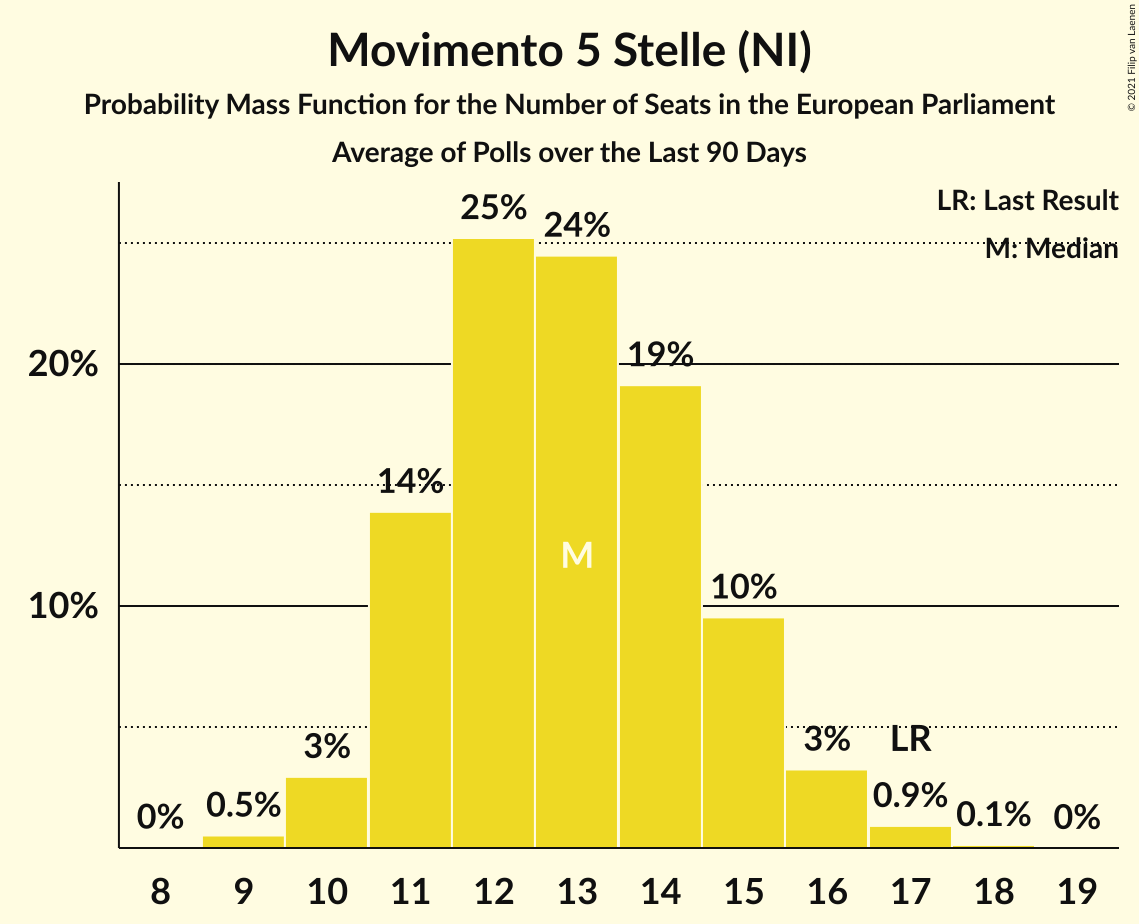 Movimento 5 Stelle (NI)
Probability Mass Function for the Number of Seats in the European Parliament
Average of Polls over the Last 90 Days
© 2021 Filip van Laenen
LR: Last Result
M: Median
25%
24%
20%
19%
14%
M
10%
10%
3%
3%
LR
0%
0.5%
0.9%
0.1%
0%
8 9 10 11 12 13 14 15 16 17 18 19